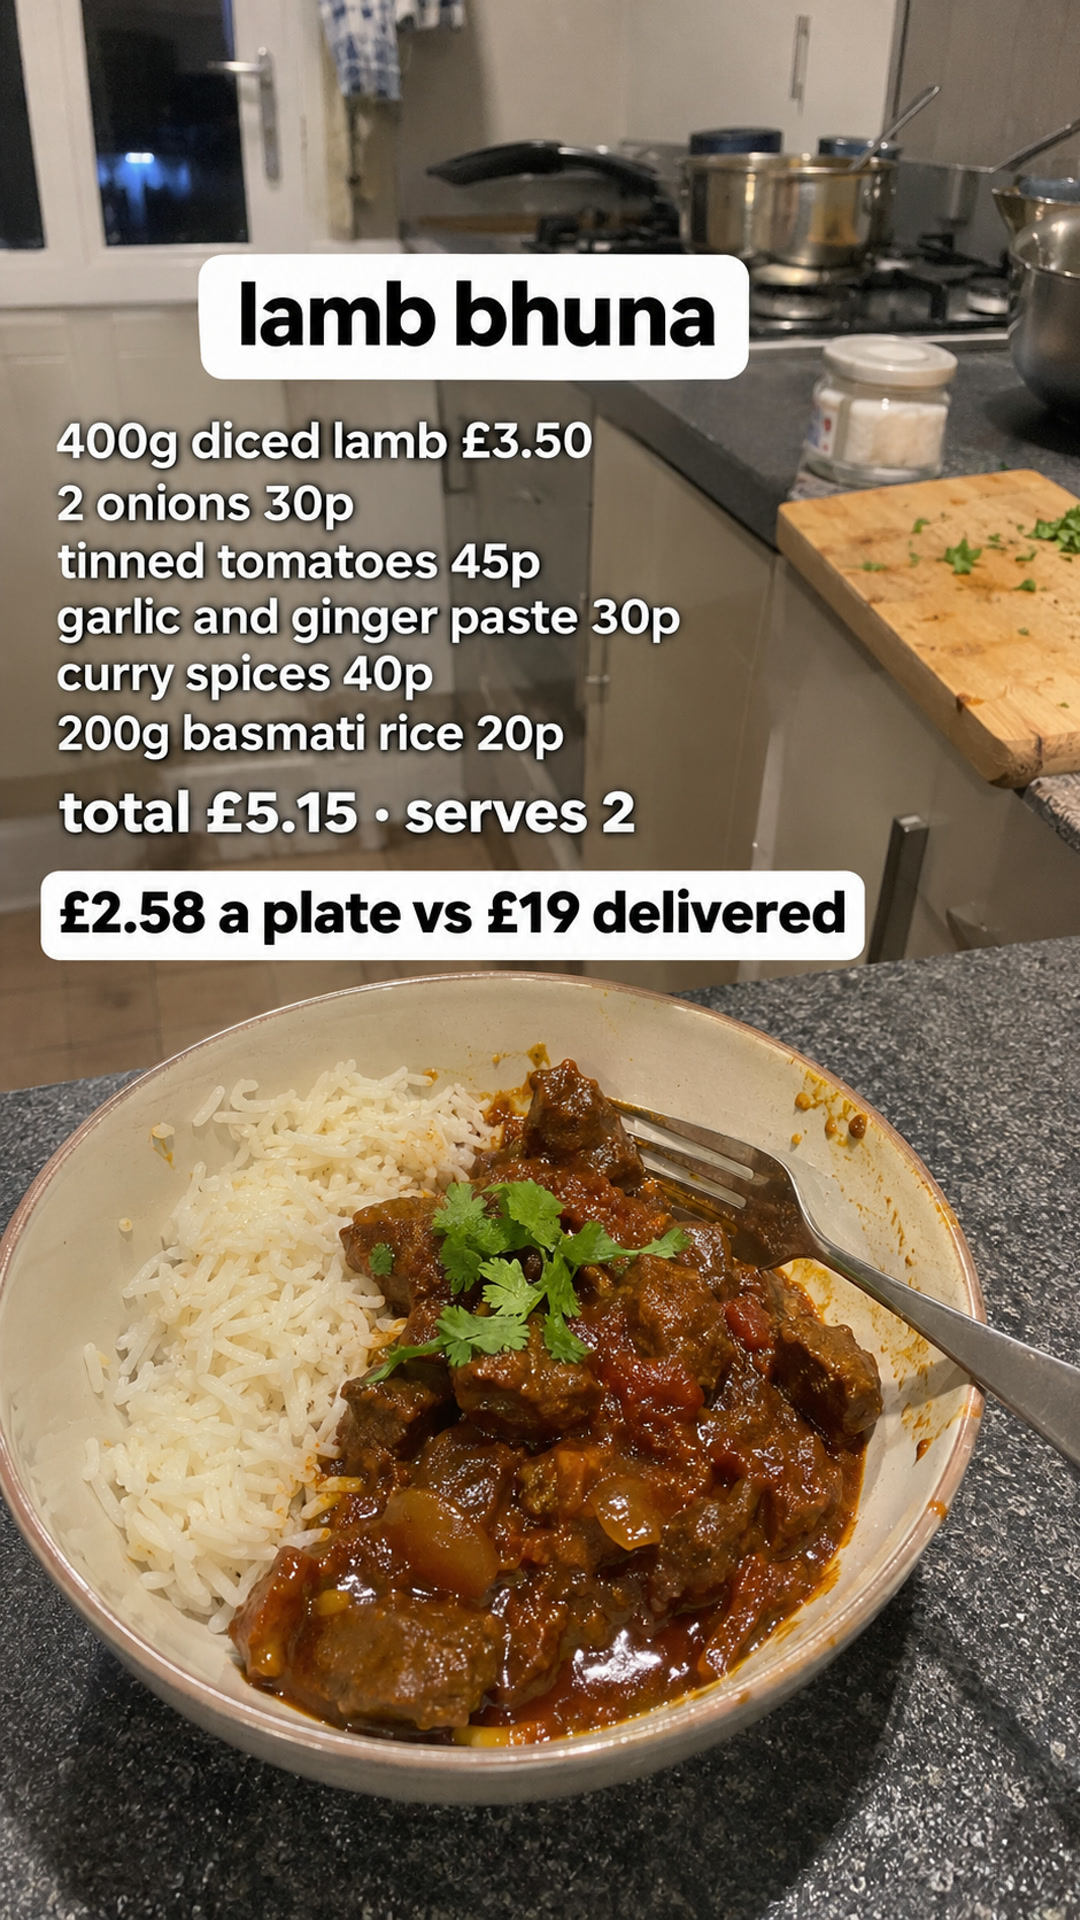 lamb bhuna
400g diced lamb £3.50
2 onions 30p
tinned tomatoes 45p
garlic and ginger paste 30p
curry spices 40p
200g basmati rice 20p
total £5.15 • serves 2
£2.58 a plate vs £19 delivered